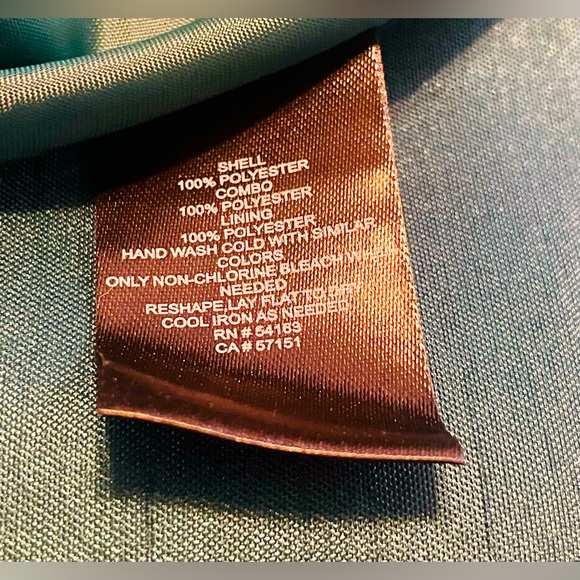 SHELL
100% POLYESTER
COMBO
100% POLYESTER
LINING
100% POLYESTER
HAND WASH COLD WITH SIMILAR
COLORS
ONLY NON-CHLORINE BLEACH WHEN
NEEDED
RESHAPE LAY FLAT TO DRY
COOL IRON AS NEEDED
RN # 54163
CA # 57151